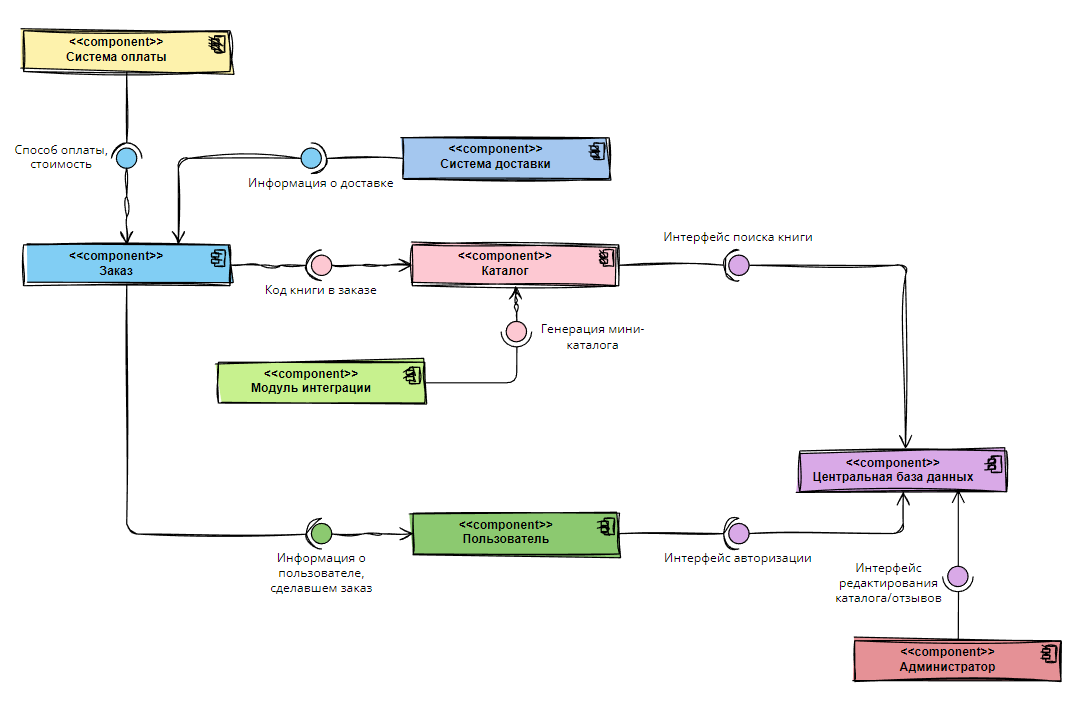 <<component>>
Система оплаты
Способ оплаты,
стоимость
<<component>>
Система доставки
Информация о доставке
<<component>>
Заказ
Код книги в заказе
<<component>>
Каталог
Интерфейс поиска книги
Генерация мини-
каталога
<<component>>
Модуль интеграции
<<component>>
Центральная база данных
<<component>>
Пользователь
Информация о
пользователе,
сделавшем заказ
Интерфейс авторизации
Интерфейс
редактирования
каталога/отзывов
<<component>>
Администратор